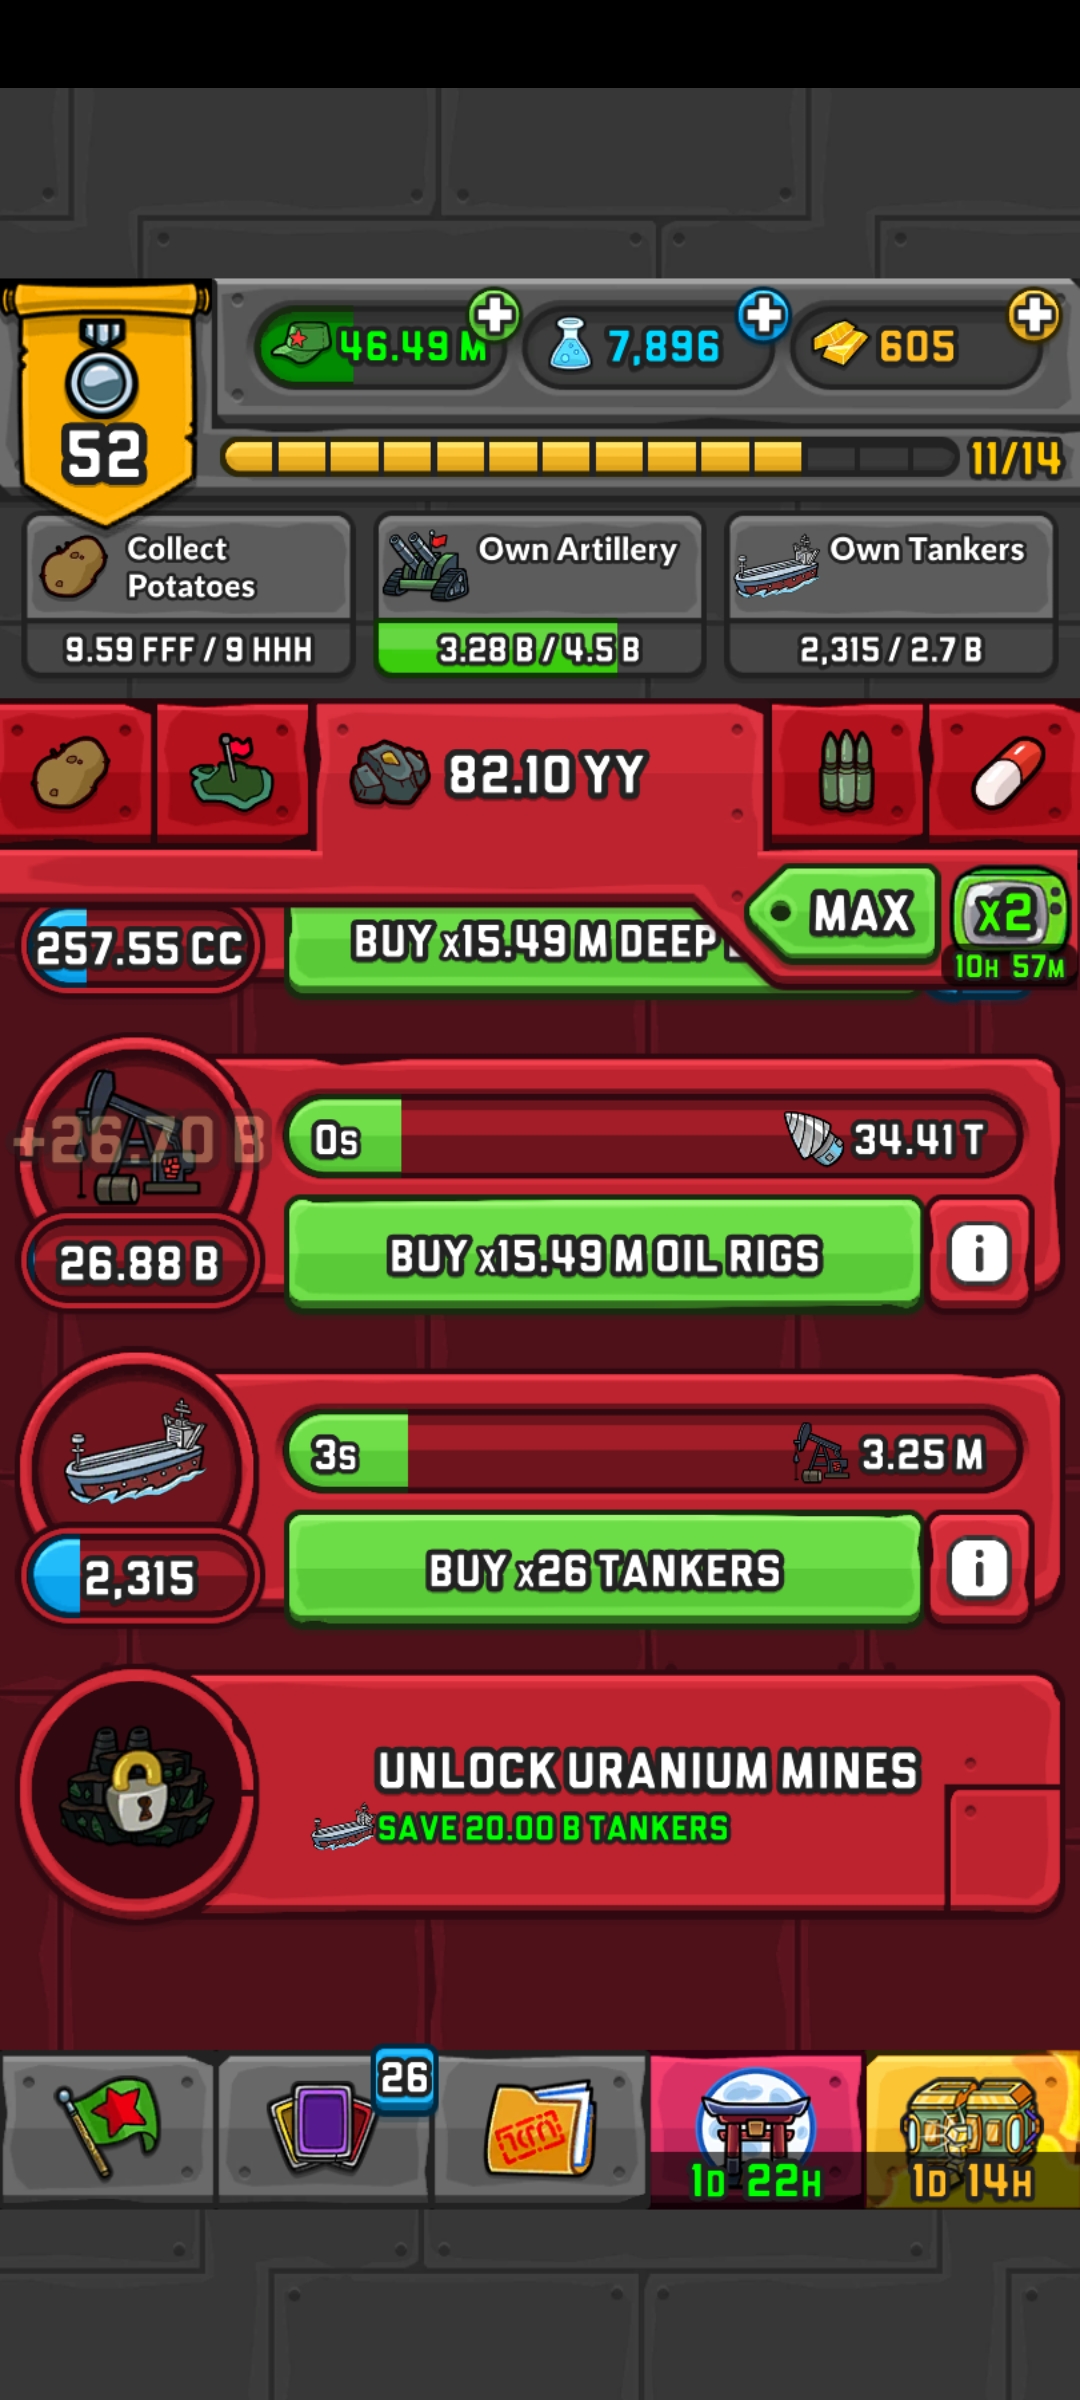 46.49 M
7,896
605
52
11/14
Collect
Potatoes
9.59 FFF / 9 HHH
Own Artillery
3.28 B / 4.5 B
Own Tankers
2,315 / 2.7 B
82.10 YY
MAX
x2
10H 57M
257.55 CC
BUY x15.49 M DEEP
+26.70 B
0s
34.41 T
26.88 B
BUY x15.49 M OIL RIGS
i
3s
3.25 M
2,315
BUY x26 TANKERS
i
UNLOCK URANIUM MINES
SAVE 20.00 B TANKERS
26
1D 22H
1D 14H